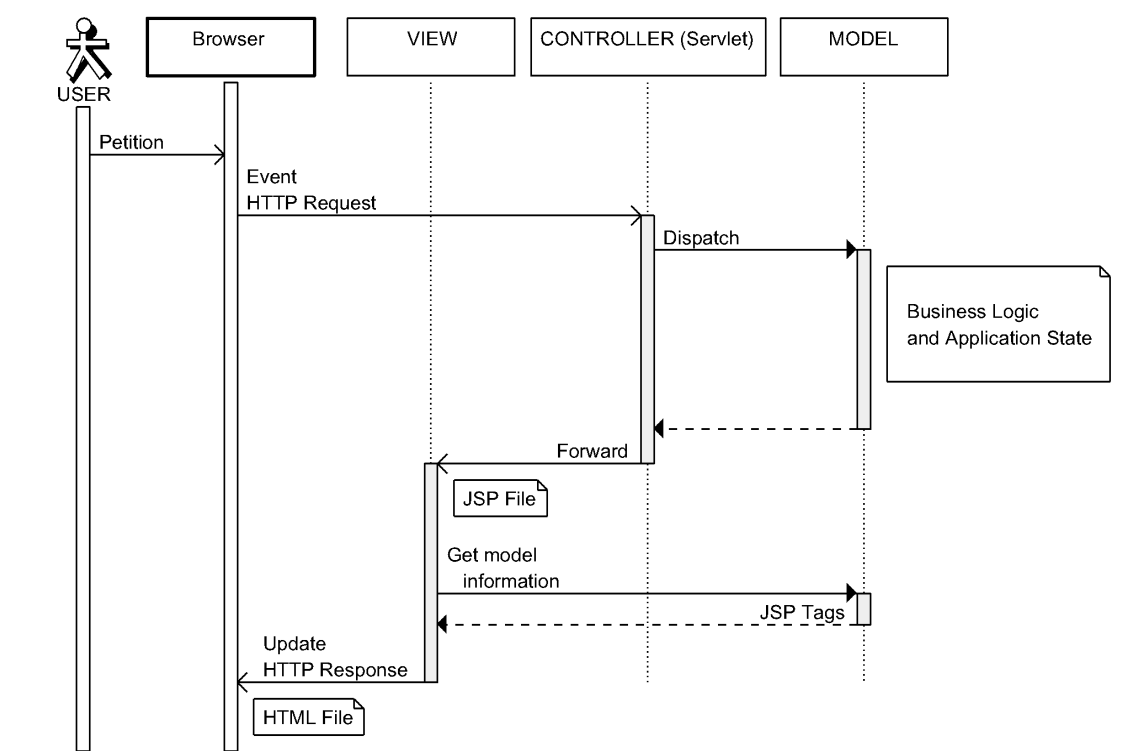 Browser
VIEW
CONTROLLER (Servlet)
MODEL
USER
Petition
Event
HTTP Request
Dispatch
Business Logic
and Application State
Forward
JSP File
Get model
information
JSP Tags
Update
HTTP Response
HTML File